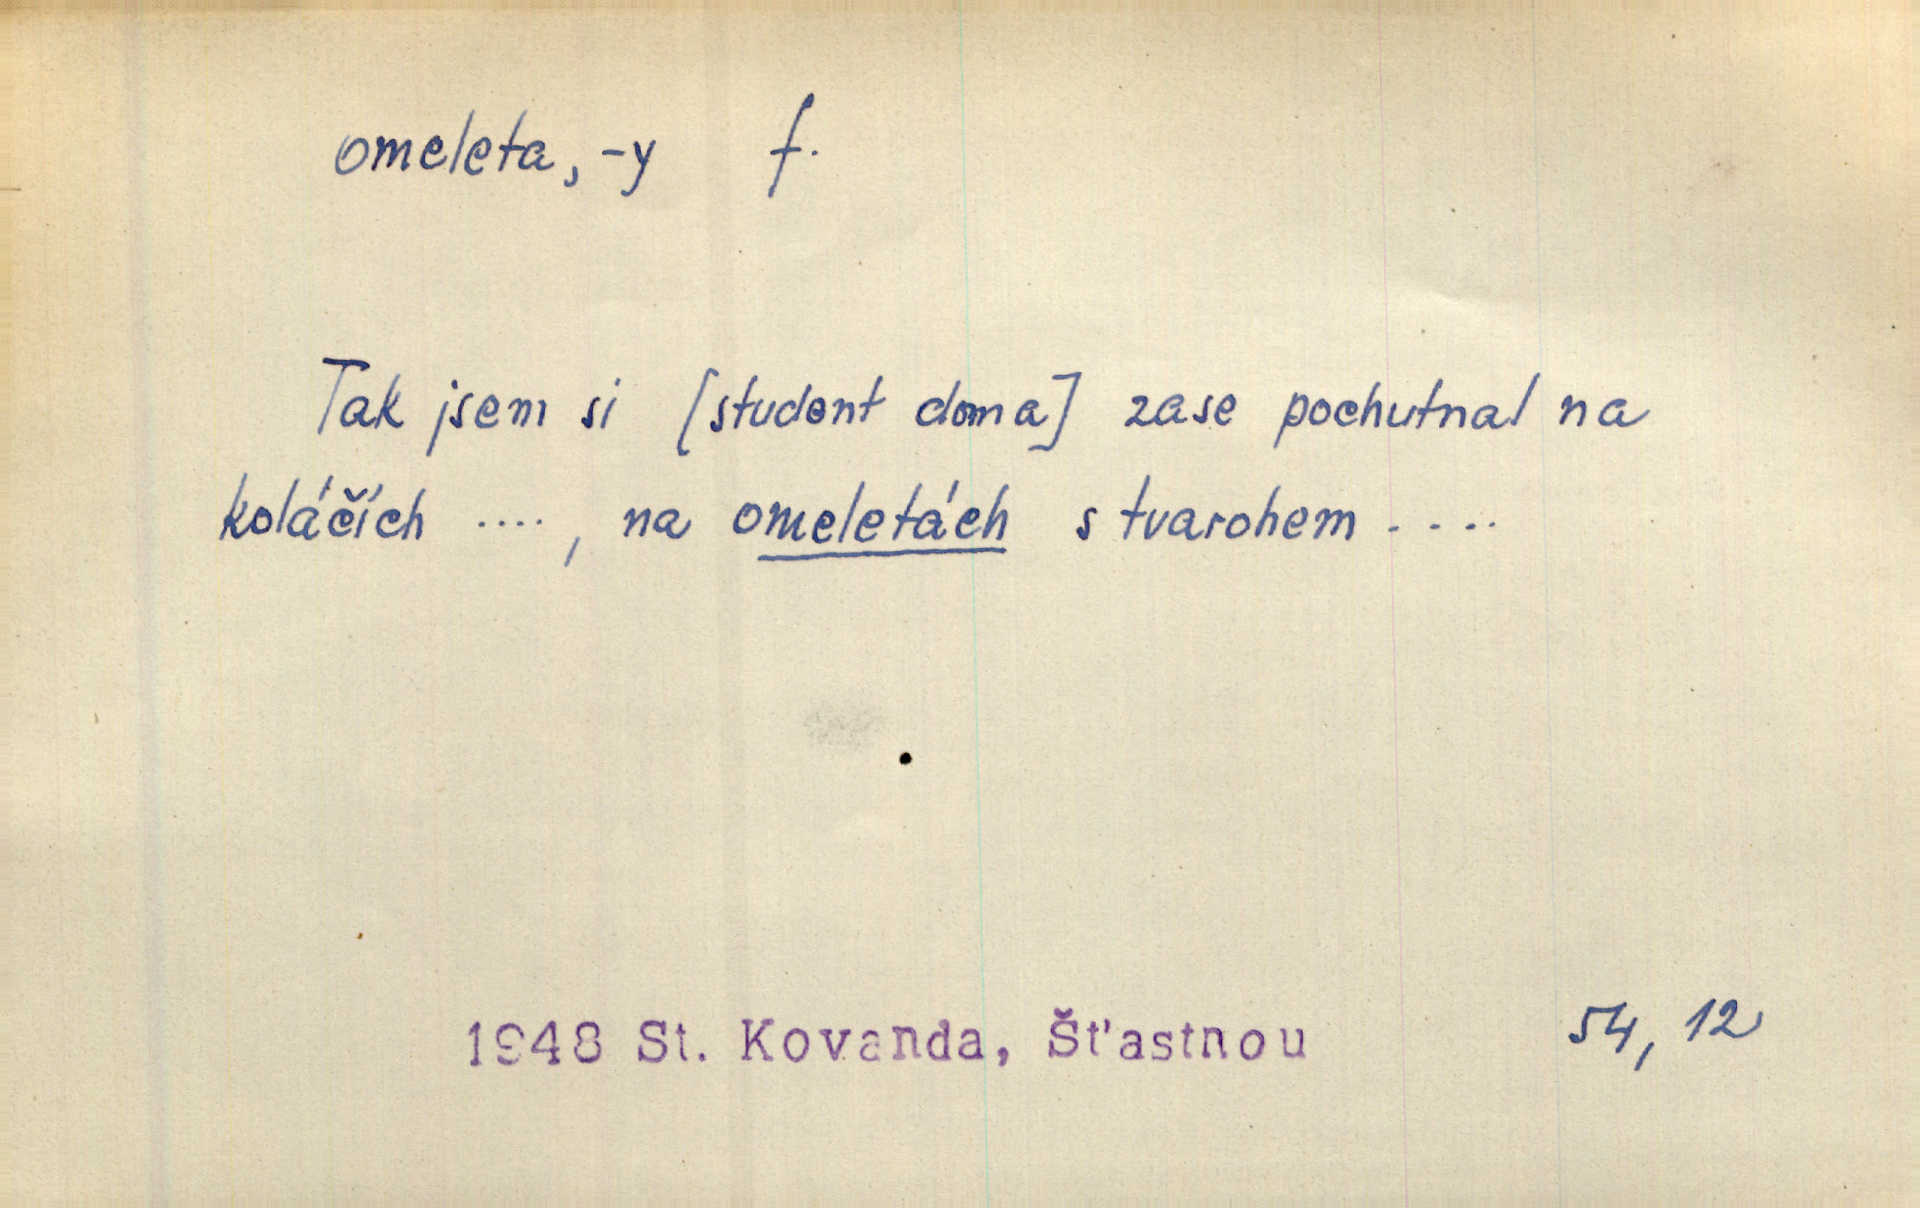 omeleta, -y f.
Tak jsem si [student doma] zase pochutnal na
koláčích ...., na omeletách s tvarohem ....
1948 St. Kovanda, Šťastnou 54, 12